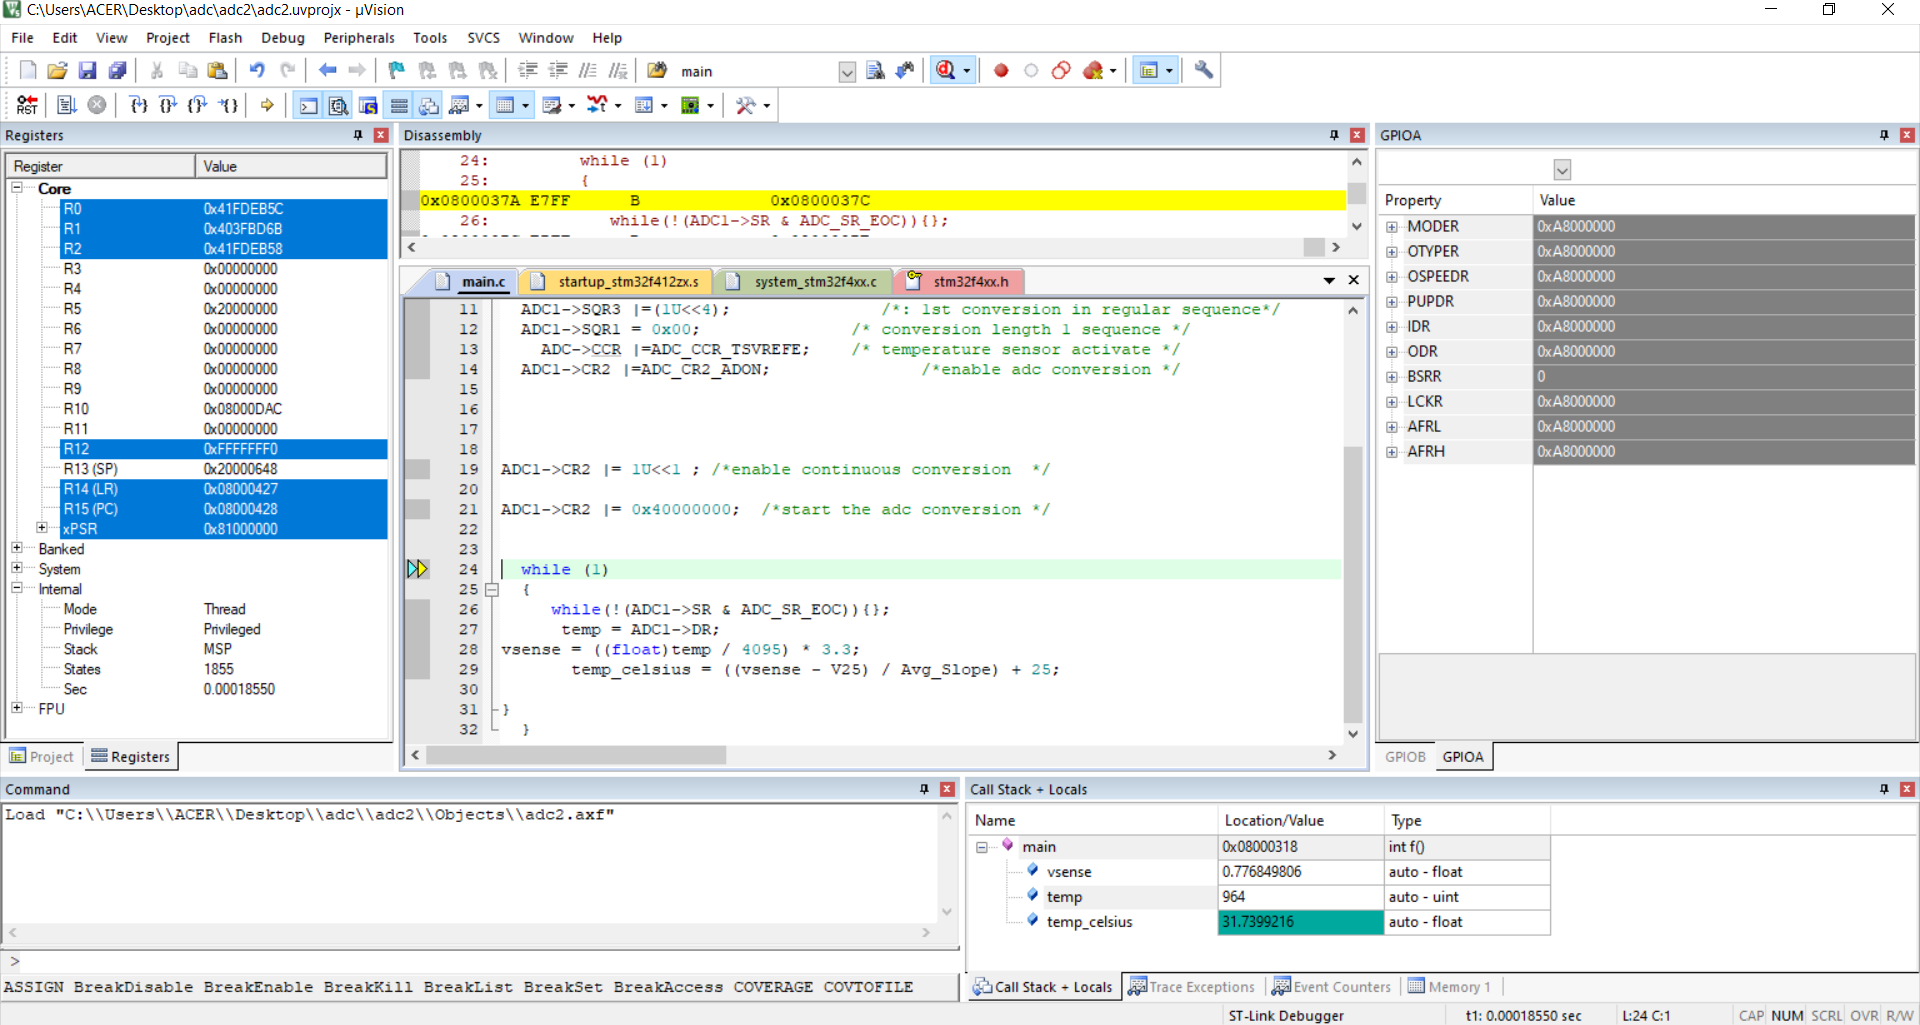 C:\Users\ACER\Desktop\adc\adc2\adc2.uvprojx - µVision
File Edit View Project Flash Debug Peripherals Tools SVCS Window Help
main
RST
Registers
Register Value
Core
R0 0x41FDEB5C
R1 0x403FBD6B
R2 0x41FDEB58
R3 0x00000000
R4 0x00000000
R5 0x20000000
R6 0x00000000
R7 0x00000000
R8 0x00000000
R9 0x00000000
R10 0x08000DAC
R11 0x00000000
R12 0xFFFFFFF0
R13 (SP) 0x20000648
R14 (LR) 0x08000427
R15 (PC) 0x08000428
xPSR 0x81000000
Banked
System
Internal
Mode Thread
Privilege Privileged
Stack MSP
States 1855
Sec 0.00018550
FPU
Project Registers
Disassembly
24: while (1)
25: {
0x0800037A E7FF B 0x0800037C
26: while(!(ADC1->SR & ADC_SR_EOC)){};
main.c startup_stm32f412zx.s system_stm32f4xx.c stm32f4xx.h
11 ADC1->SQR3 |=(1U<<4); /*: 1st conversion in regular sequence*/
12 ADC1->SQR1 = 0x00; /* conversion length 1 sequence */
13 ADC->CCR |=ADC_CCR_TSVREFE; /* temperature sensor activate */
14 ADC1->CR2 |=ADC_CR2_ADON; /*enable adc conversion */
15
16
17
18
19 ADC1->CR2 |= 1U<<1 ; /*enable continuous conversion */
20
21 ADC1->CR2 |= 0x40000000; /*start the adc conversion */
22
23
24 while (1)
25 {
26 while(!(ADC1->SR & ADC_SR_EOC)){};
27 temp = ADC1->DR;
28 vsense = ((float)temp / 4095) * 3.3;
29 temp_celsius = ((vsense - V25) / Avg_Slope) + 25;
30
31 }
32 }
GPIOA
Property Value
MODER 0xA8000000
OTYPER 0xA8000000
OSPEEDR 0xA8000000
PUPDR 0xA8000000
IDR 0xA8000000
ODR 0xA8000000
BSRR 0
LCKR 0xA8000000
AFRL 0xA8000000
AFRH 0xA8000000
GPIOB GPIOA
Command
Load "C:\\Users\\ACER\\Desktop\\adc\\adc2\\Objects\\adc2.axf"
>
ASSIGN BreakDisable BreakEnable BreakKill BreakList BreakSet BreakAccess COVERAGE COVTOFILE
Call Stack + Locals
Name Location/Value Type
main 0x08000318 int f()
vsense 0.776849806 auto - float
temp 964 auto - uint
temp_celsius 31.7399216 auto - float
Call Stack + Locals Trace Exceptions Event Counters Memory 1
ST-Link Debugger t1: 0.00018550 sec L:24 C:1 CAP NUM SCRL OVR R/W